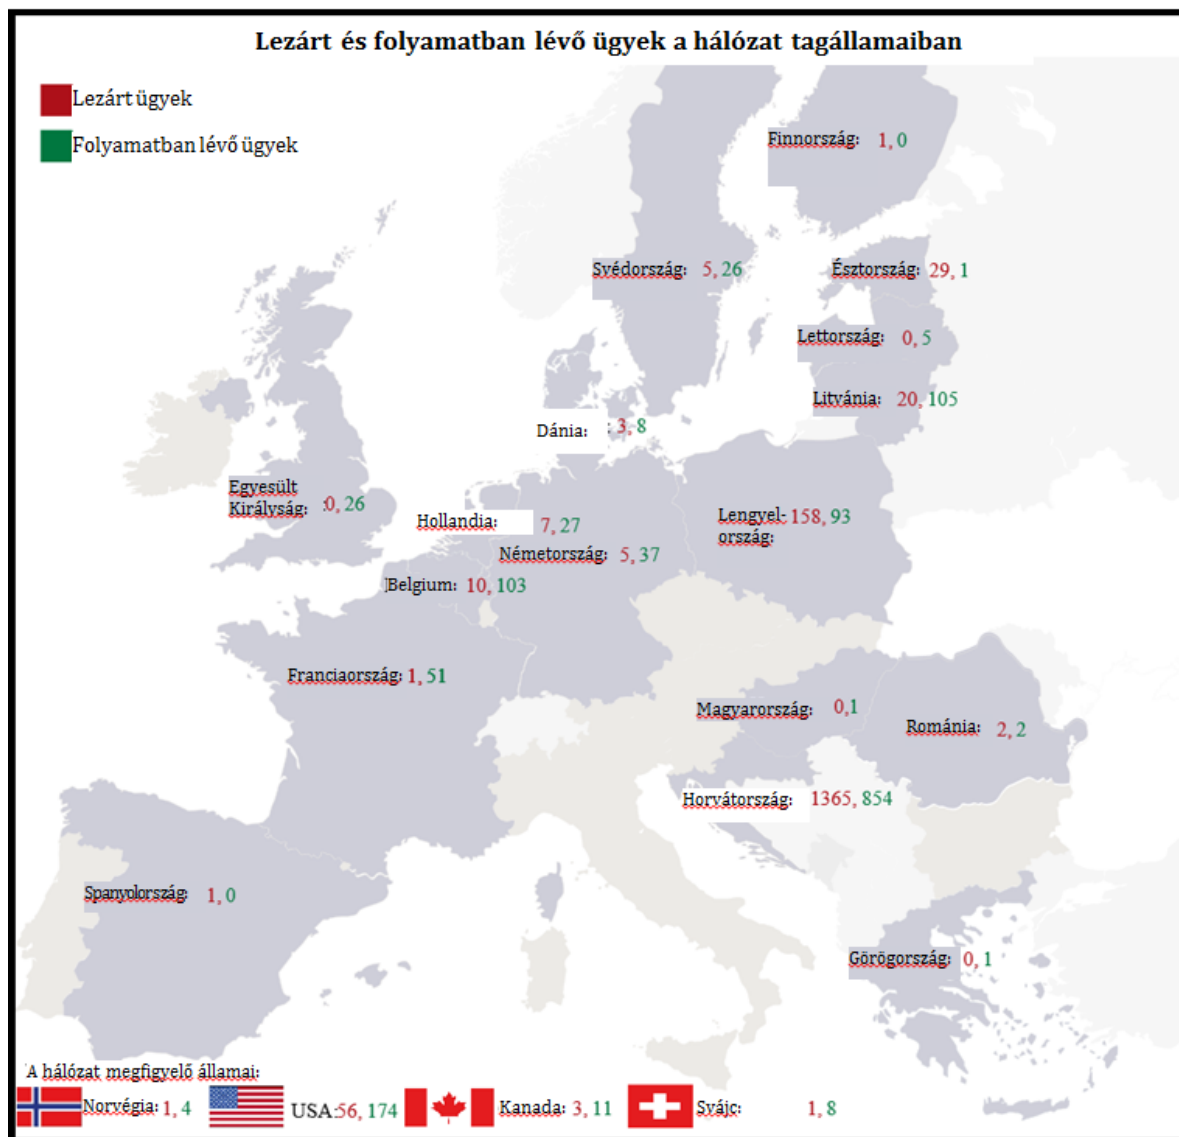 Lezárt és folyamatban lévő ügyek a hálózat tagállamaiban
Lezárt ügyek
Folyamatban lévő ügyek
Finnország: 1, 0
Svédország: 5, 26
Észtország: 29, 1
Lettország: 0, 5
Litvánia: 20, 105
Dánia: : 3, 8
Egyesült
Királyság: :0, 26
Hollandia: 7, 27
Lengyel- 158, 93
ország:
Németország: 5, 37
Belgium: 10, 103
Franciaország: 1, 51
Magyarország: 0,1
Románia: 2, 2
Horvátország: 1365, 854
Spanyolország: 1, 0
Görögország: 0, 1
A hálózat megfigyelő államai:
Norvégia: 1, 4 USA:56, 174 Kanada: 3, 11 Svájc: 1, 8